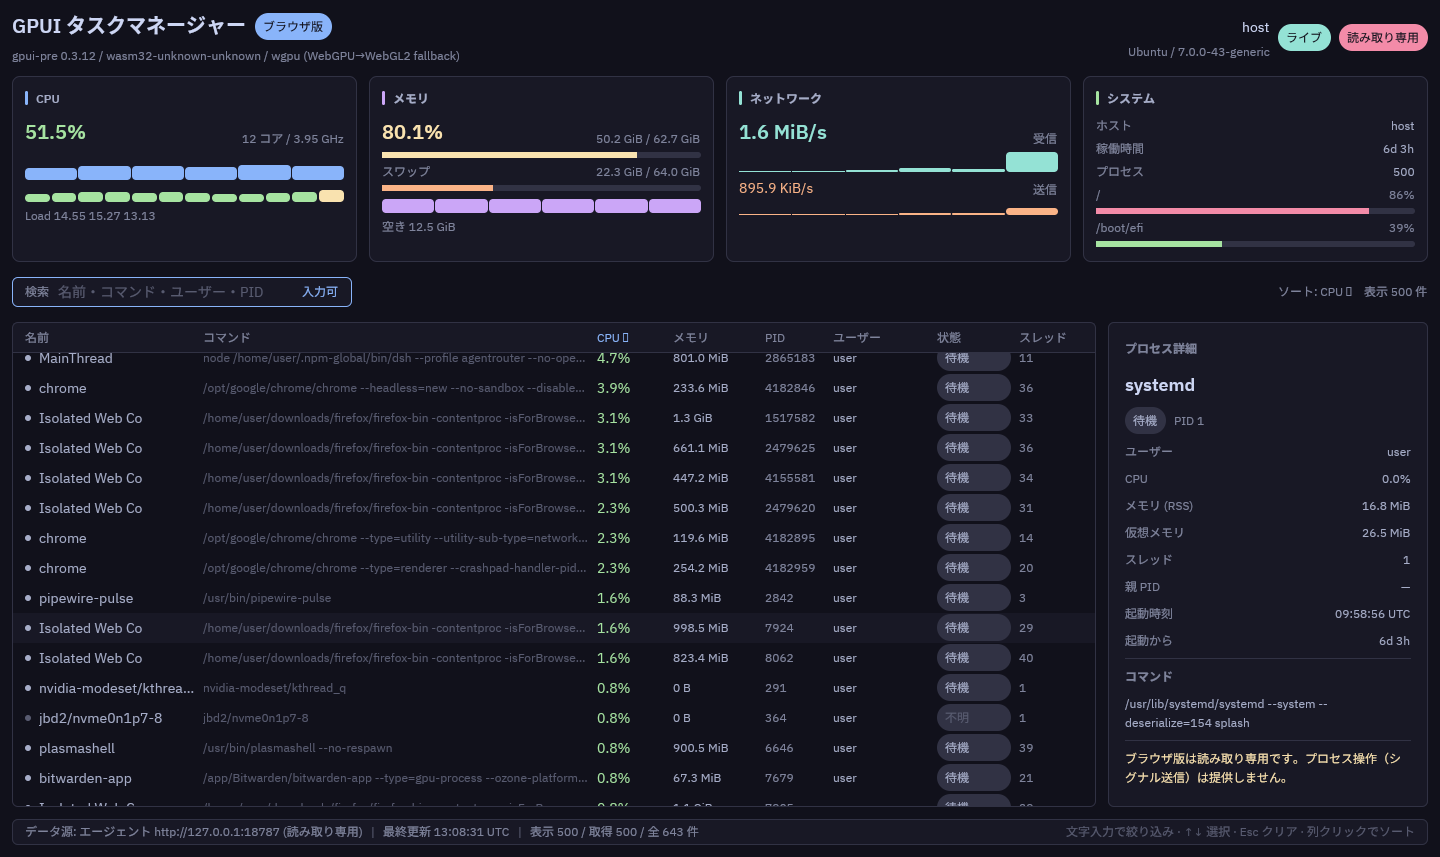 GPUI タスクマネージャー ブラウザ版
gpui-pre 0.3.12 / wasm32-unknown-unknown / wgpu (WebGPU→WebGL2 fallback)
host ライブ 読み取り専用
Ubuntu / 7.0.0-43-generic
CPU
51.5% 12 コア / 3.95 GHz
Load 14.55 15.27 13.13
メモリ
80.1% 50.2 GiB / 62.7 GiB
スワップ 22.3 GiB / 64.0 GiB
空き 12.5 GiB
ネットワーク
1.6 MiB/s 受信
895.9 KiB/s 送信
システム
ホスト host
稼働時間 6d 3h
プロセス 500
/ 86%
/boot/efi 39%
検索 名前・コマンド・ユーザー・PID 入力可
ソート: CPU 表示 500 件
名前 コマンド CPU メモリ PID ユーザー 状態 スレッド
MainThread node /home/user/.npm-global/bin/dsh --profile agentrouter --no-ope… 4.7% 801.0 MiB 2865183 user 待機 11
chrome /opt/google/chrome/chrome --headless=new --no-sandbox --disable… 3.9% 233.6 MiB 4182846 user 待機 36
Isolated Web Co /home/user/downloads/firefox/firefox-bin -contentproc -isForBrowse… 3.1% 1.3 GiB 1517582 user 待機 33
Isolated Web Co /home/user/downloads/firefox/firefox-bin -contentproc -isForBrowse… 3.1% 661.1 MiB 2479625 user 待機 36
Isolated Web Co /home/user/downloads/firefox/firefox-bin -contentproc -isForBrowse… 3.1% 447.2 MiB 4155581 user 待機 34
Isolated Web Co /home/user/downloads/firefox/firefox-bin -contentproc -isForBrowse… 2.3% 500.3 MiB 2479620 user 待機 31
chrome /opt/google/chrome/chrome --type=utility --utility-sub-type=network… 2.3% 119.6 MiB 4182895 user 待機 14
chrome /opt/google/chrome/chrome --type=renderer --crashpad-handler-pid… 2.3% 254.2 MiB 4182959 user 待機 20
pipewire-pulse /usr/bin/pipewire-pulse 1.6% 88.3 MiB 2842 user 待機 3
Isolated Web Co /home/user/downloads/firefox/firefox-bin -contentproc -isForBrowse… 1.6% 998.5 MiB 7924 user 待機 29
Isolated Web Co /home/user/downloads/firefox/firefox-bin -contentproc -isForBrowse… 1.6% 823.4 MiB 8062 user 待機 40
nvidia-modeset/kthrea… nvidia-modeset/kthread_q 0.8% 0 B 291 user 待機 1
jbd2/nvme0n1p7-8 jbd2/nvme0n1p7-8 0.8% 0 B 364 user 不明 1
plasmashell /usr/bin/plasmashell --no-respawn 0.8% 900.5 MiB 6646 user 待機 39
bitwarden-app /app/Bitwarden/bitwarden-app --type=gpu-process --ozone-platform… 0.8% 67.3 MiB 7679 user 待機 21
プロセス詳細
systemd
待機 PID 1
ユーザー user
CPU 0.0%
メモリ (RSS) 16.8 MiB
仮想メモリ 26.5 MiB
スレッド 1
親 PID —
起動時刻 09:58:56 UTC
起動から 6d 3h
コマンド
/usr/lib/systemd/systemd --system --
deserialize=154 splash
ブラウザ版は読み取り専用です。プロセス操作（シ
グナル送信）は提供しません。
データ源: エージェント http://127.0.0.1:18787 (読み取り専用) | 最終更新 13:08:31 UTC | 表示 500 / 取得 500 / 全 643 件
文字入力で絞り込み · ↑↓ 選択 · Esc クリア · 列クリックでソート